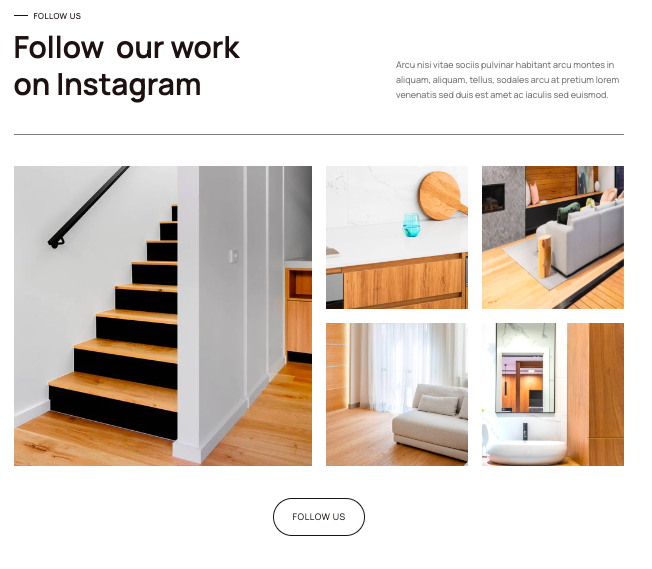 FOLLOW US
Follow our work
on Instagram
Arcu nisi vitae sociis pulvinar habitant arcu montes in
aliquam, aliquam, tellus, sodales arcu at pretium lorem
venenatis sed duis est amet ac iaculis sed euismod.
FOLLOW US